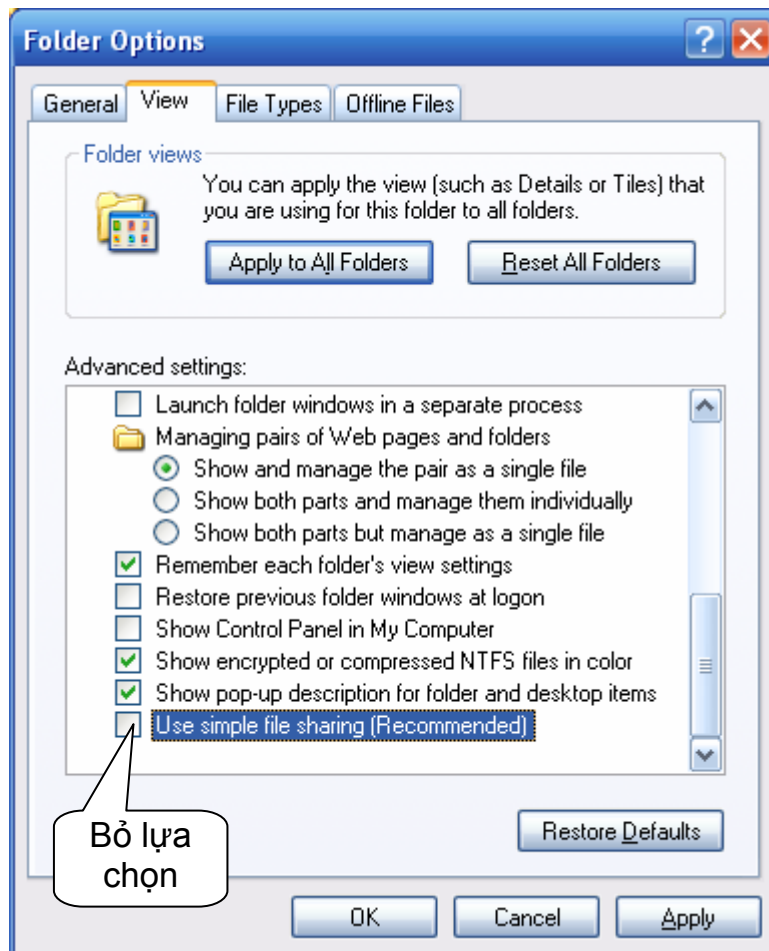 Folder Options
General
View
File Types
Offline Files
Folder views
You can apply the view (such as Details or Tiles) that
you are using for this folder to all folders.
Apply to All Folders
Reset All Folders
Advanced settings:
Launch folder windows in a separate process
Managing pairs of Web pages and folders
Show and manage the pair as a single file
Show both parts and manage them individually
Show both parts but manage as a single file
Remember each folder's view settings
Restore previous folder windows at logon
Show Control Panel in My Computer
Show encrypted or compressed NTFS files in color
Show pop-up description for folder and desktop items
Use simple file sharing (Recommended)
Bỏ lựa
chọn
Restore Defaults
OK
Cancel
Apply